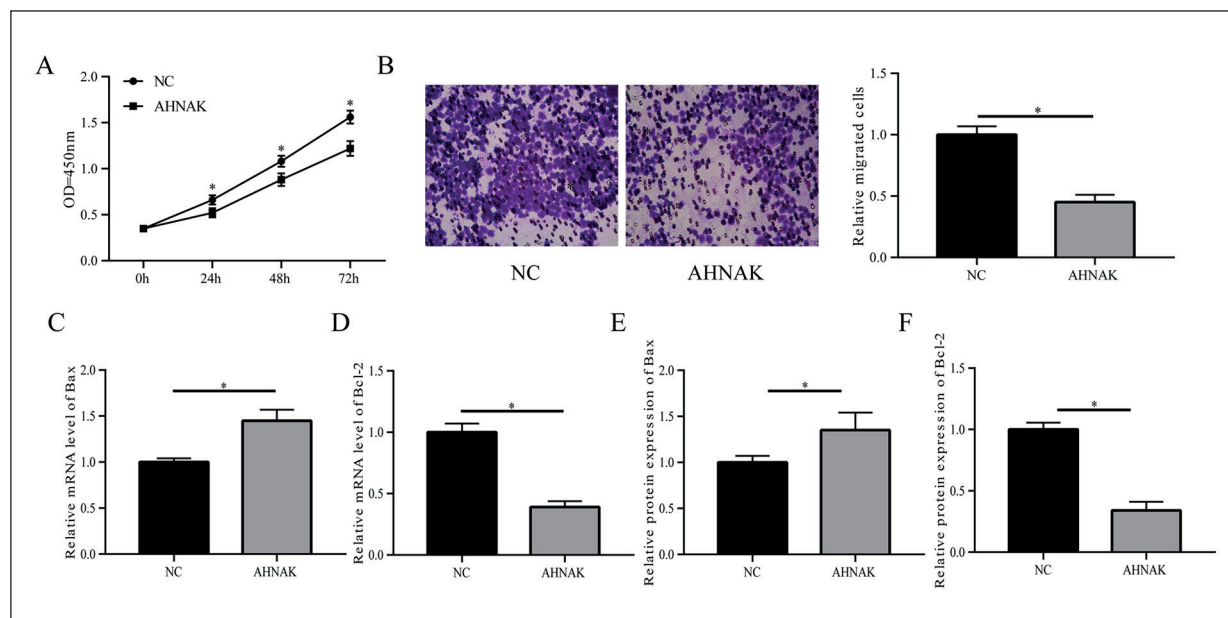 A
NC
AHNAK
OD=450nm
2.0
1.5
1.0
0.5
0.0
0h
24h
48h
72h
*
*
*
B
*
NC
AHNAK
Relative migrated cells
1.5
1.0
0.5
0.0
*
NC
AHNAK
C
Relative mRNA level of Bax
2.0
1.5
1.0
0.5
0.0
*
NC
AHNAK
D
Relative mRNA level of Bcl-2
1.5
1.0
0.5
0.0
*
NC
AHNAK
E
Relative protein expression of Bax
2.0
1.5
1.0
0.5
0.0
*
NC
AHNAK
F
Relative protein expression of Bcl-2
1.5
1.0
0.5
0.0
*
NC
AHNAK